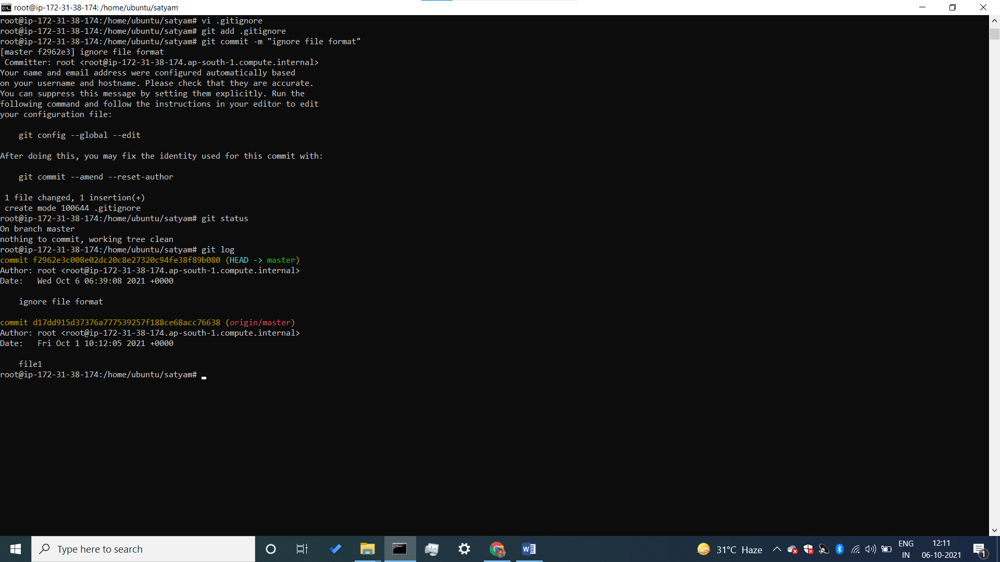 root@ip-172-31-38-174: /home/ubuntu/satyam
root@ip-172-31-38-174:/home/ubuntu/satyam# vi .gitignore
root@ip-172-31-38-174:/home/ubuntu/satyam# git add .gitignore
root@ip-172-31-38-174:/home/ubuntu/satyam# git commit -m "ignore file format"
[master f2962e3] ignore file format
 Committer: root <root@ip-172-31-38-174.ap-south-1.compute.internal>
Your name and email address were configured automatically based
on your username and hostname. Please check that they are accurate.
You can suppress this message by setting them explicitly. Run the
following command and follow the instructions in your editor to edit
your configuration file:
    git config --global --edit
After doing this, you may fix the identity used for this commit with:
    git commit --amend --reset-author
 1 file changed, 1 insertion(+)
 create mode 100644 .gitignore
root@ip-172-31-38-174:/home/ubuntu/satyam# git status
On branch master
nothing to commit, working tree clean
root@ip-172-31-38-174:/home/ubuntu/satyam# git log
commit f2962e3c008e02dc20c8e27320c94fe38f89b080 (HEAD -> master)
Author: root <root@ip-172-31-38-174.ap-south-1.compute.internal>
Date:   Wed Oct 6 06:39:08 2021 +0000
    ignore file format
commit d17dd915d37376a777539257f188ce68acc76638 (origin/master)
Author: root <root@ip-172-31-38-174.ap-south-1.compute.internal>
Date:   Fri Oct 1 10:12:05 2021 +0000
    file1
root@ip-172-31-38-174:/home/ubuntu/satyam#
Type here to search
31°C Haze
ENG
IN
12:11
06-10-2021
1